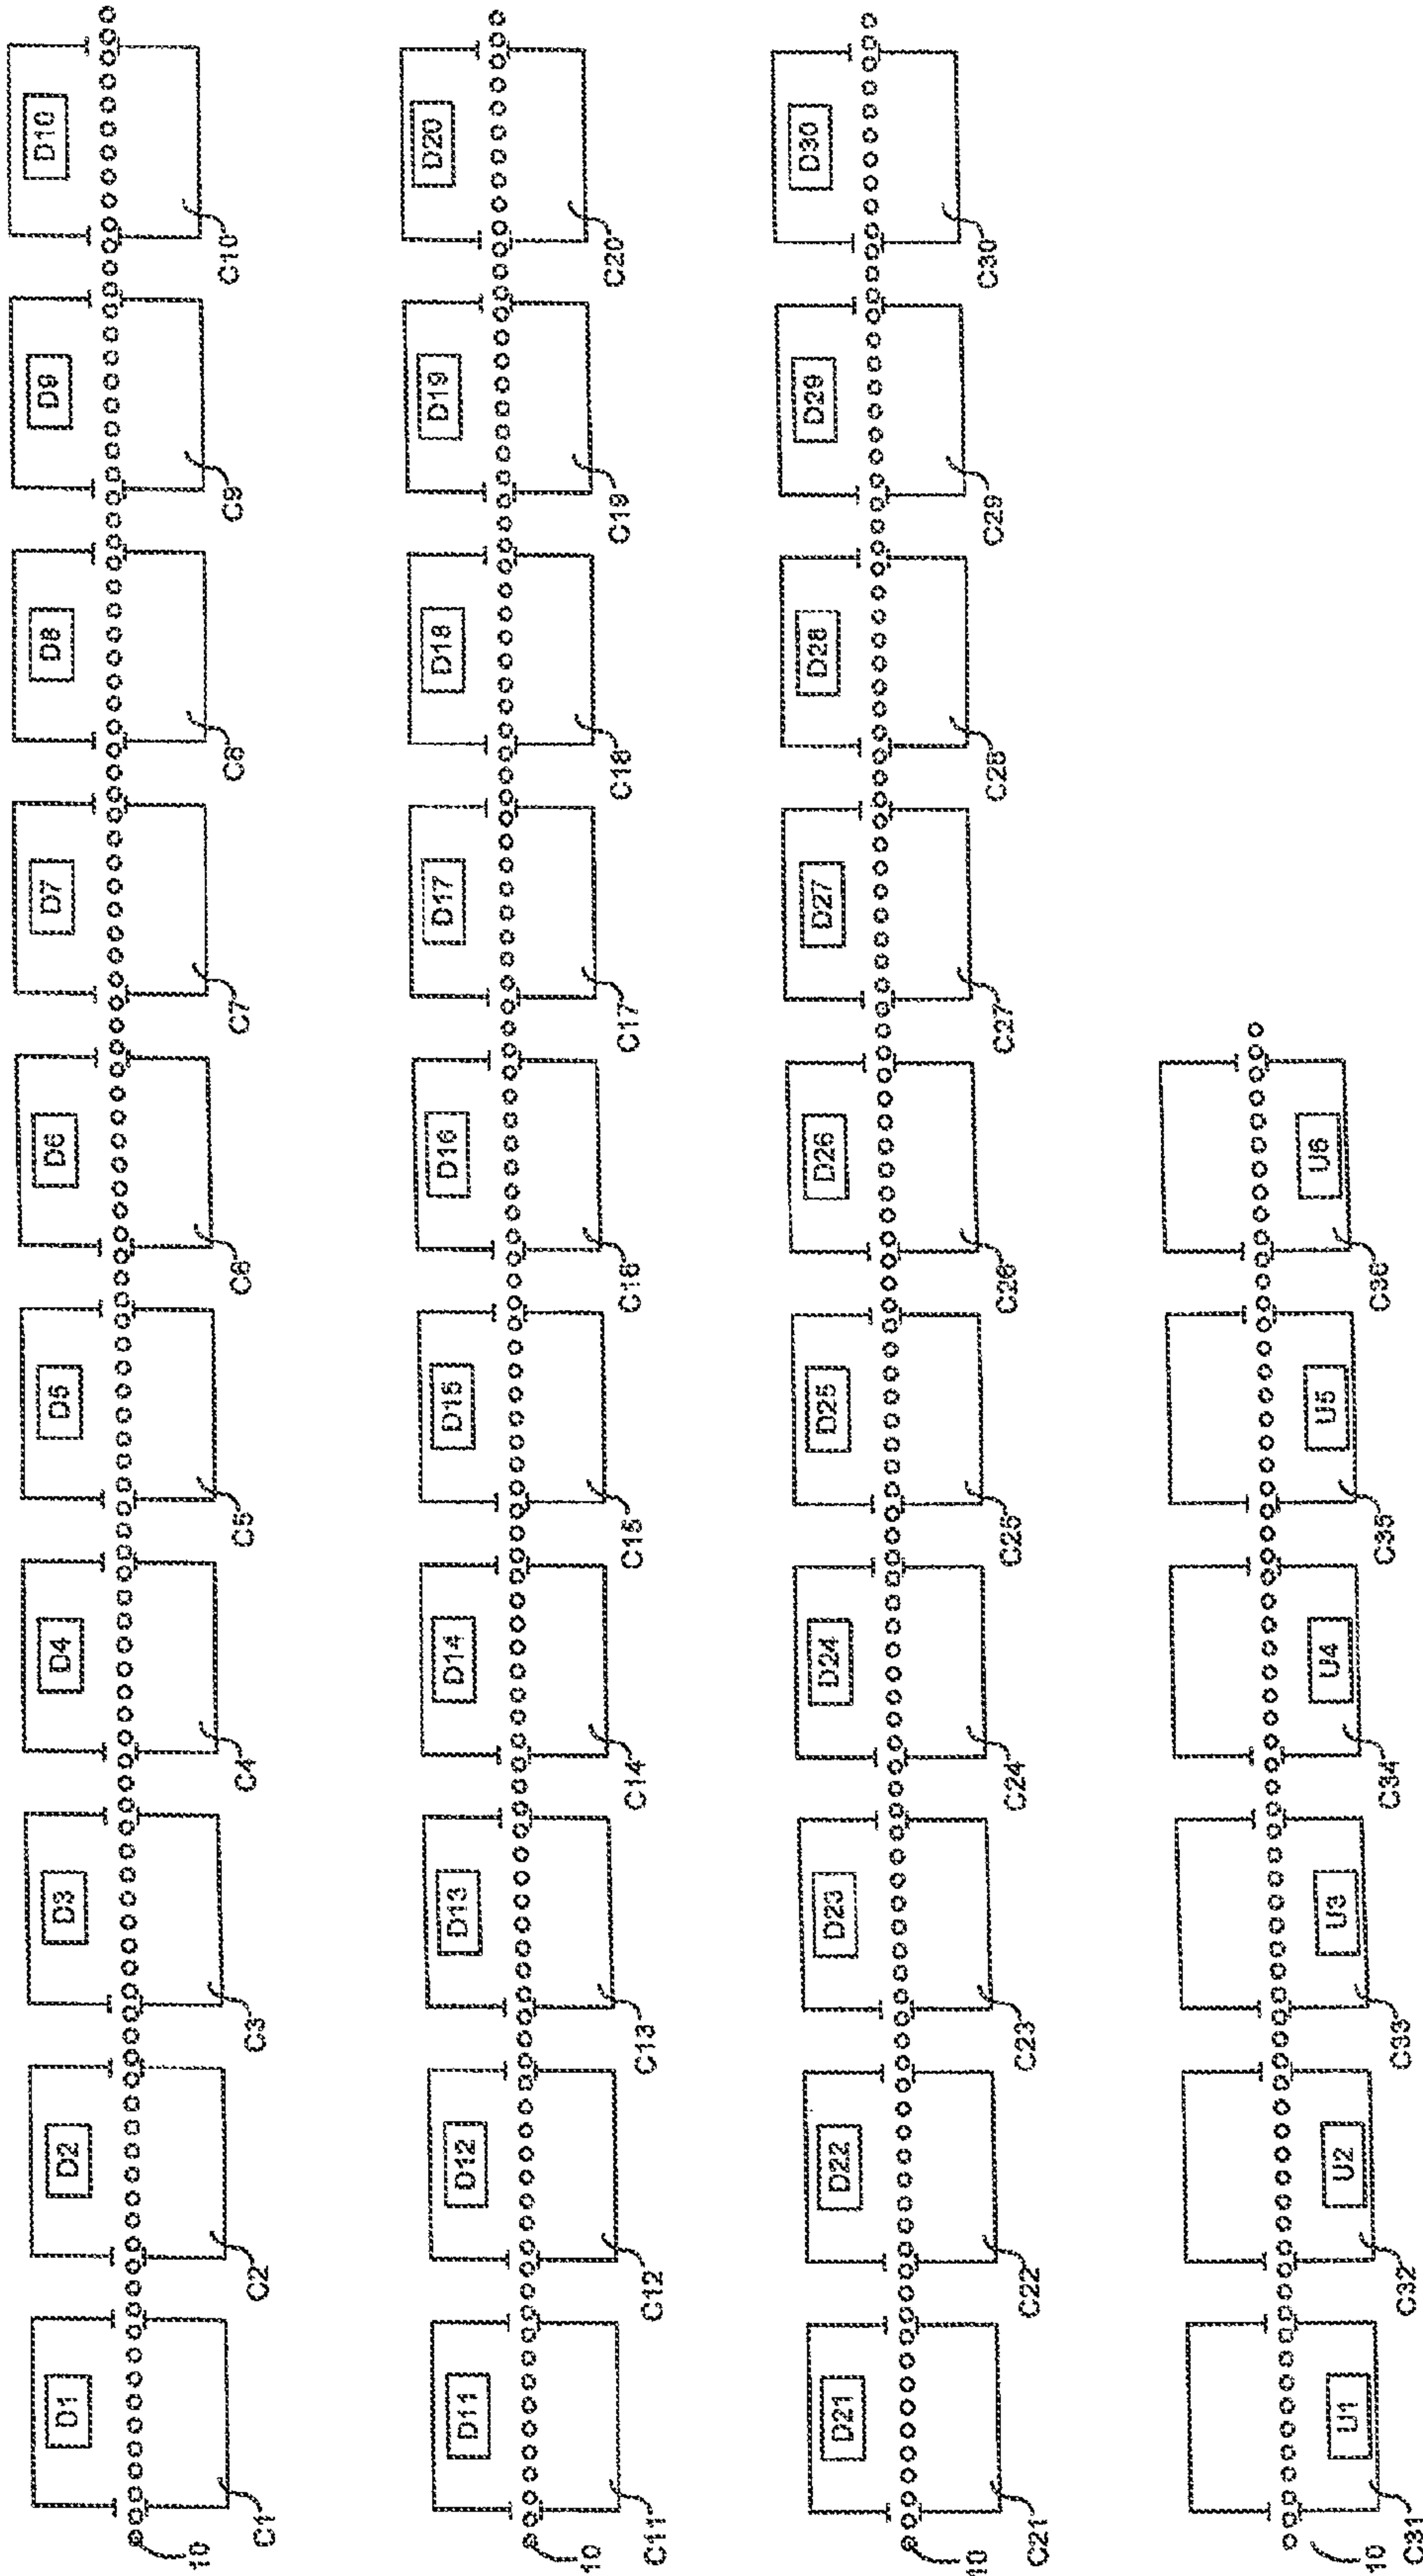 D1 D2 D3 D4 D5 D6 D7 D8 D9 D10
10 C1 C2 C3 C4 C5 C6 C7 C8 C9 C10
D11 D12 D13 D14 D15 D16 D17 D18 D19 D20
10 C11 C12 C13 C14 C15 C16 C17 C18 C19 C20
D21 D22 D23 D24 D25 D26 D27 D28 D29 D30
10 C21 C22 C23 C24 C25 C26 C27 C28 C29 C30
U1 U2 U3 U4 U5 U6
10 C31 C32 C33 C34 C35 C36